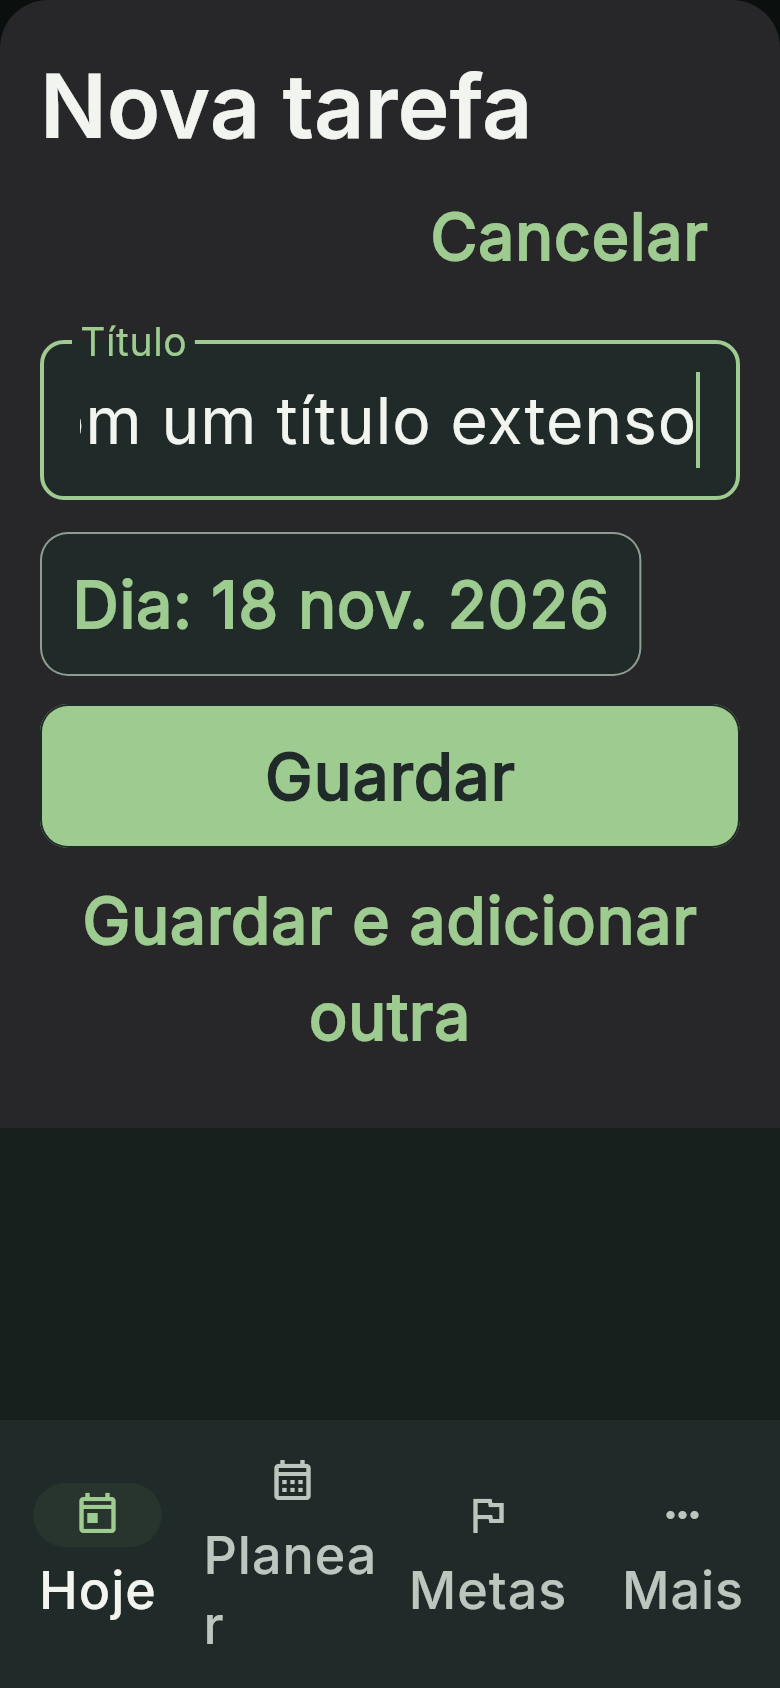 Nova tarefa
Cancelar
Título
m um título extenso
Dia: 18 nov. 2026
Guardar
Guardar e adicionar
outra
Hoje
Planea
r
Metas
Mais